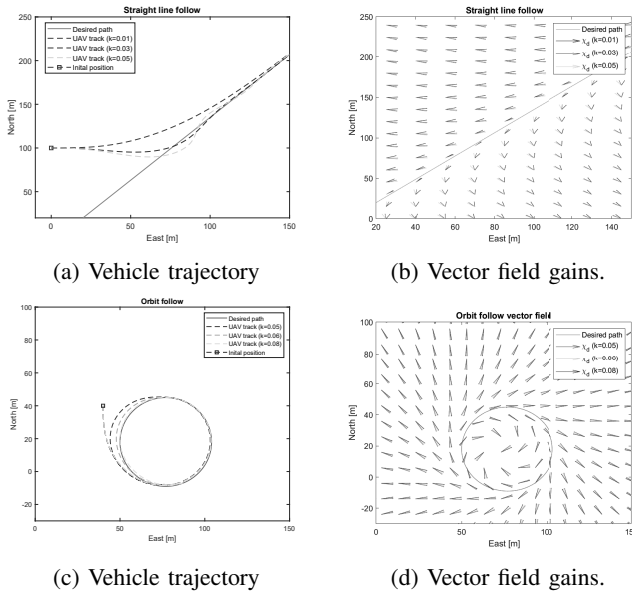 Straight line follow
250
200
150
100
50
North [m]
0
50
100
150
East [m]
Desired path
UAV track (k=0.01)
UAV track (k=0.03)
UAV track (k=0.05)
Inital position
(a) Vehicle trajectory
Straight line follow
250
200
150
100
50
0
North [m]
20
40
60
80
100
120
140
East [m]
Desired path
χd (k=0.01)
χd (k=0.03)
χd (k=0.05)
(b) Vector field gains.
Orbit follow
100
80
60
40
20
0
-20
North [m]
0
50
100
150
East [m]
Desired path
UAV track (k=0.05)
UAV track (k=0.06)
UAV track (k=0.08)
Inital position
(c) Vehicle trajectory
Orbit follow vector field
100
80
60
40
20
0
-20
North [m]
0
50
100
150
East [m]
Desired path
χd (k=0.05)
χd
χd (k=0.08)
(d) Vector field gains.